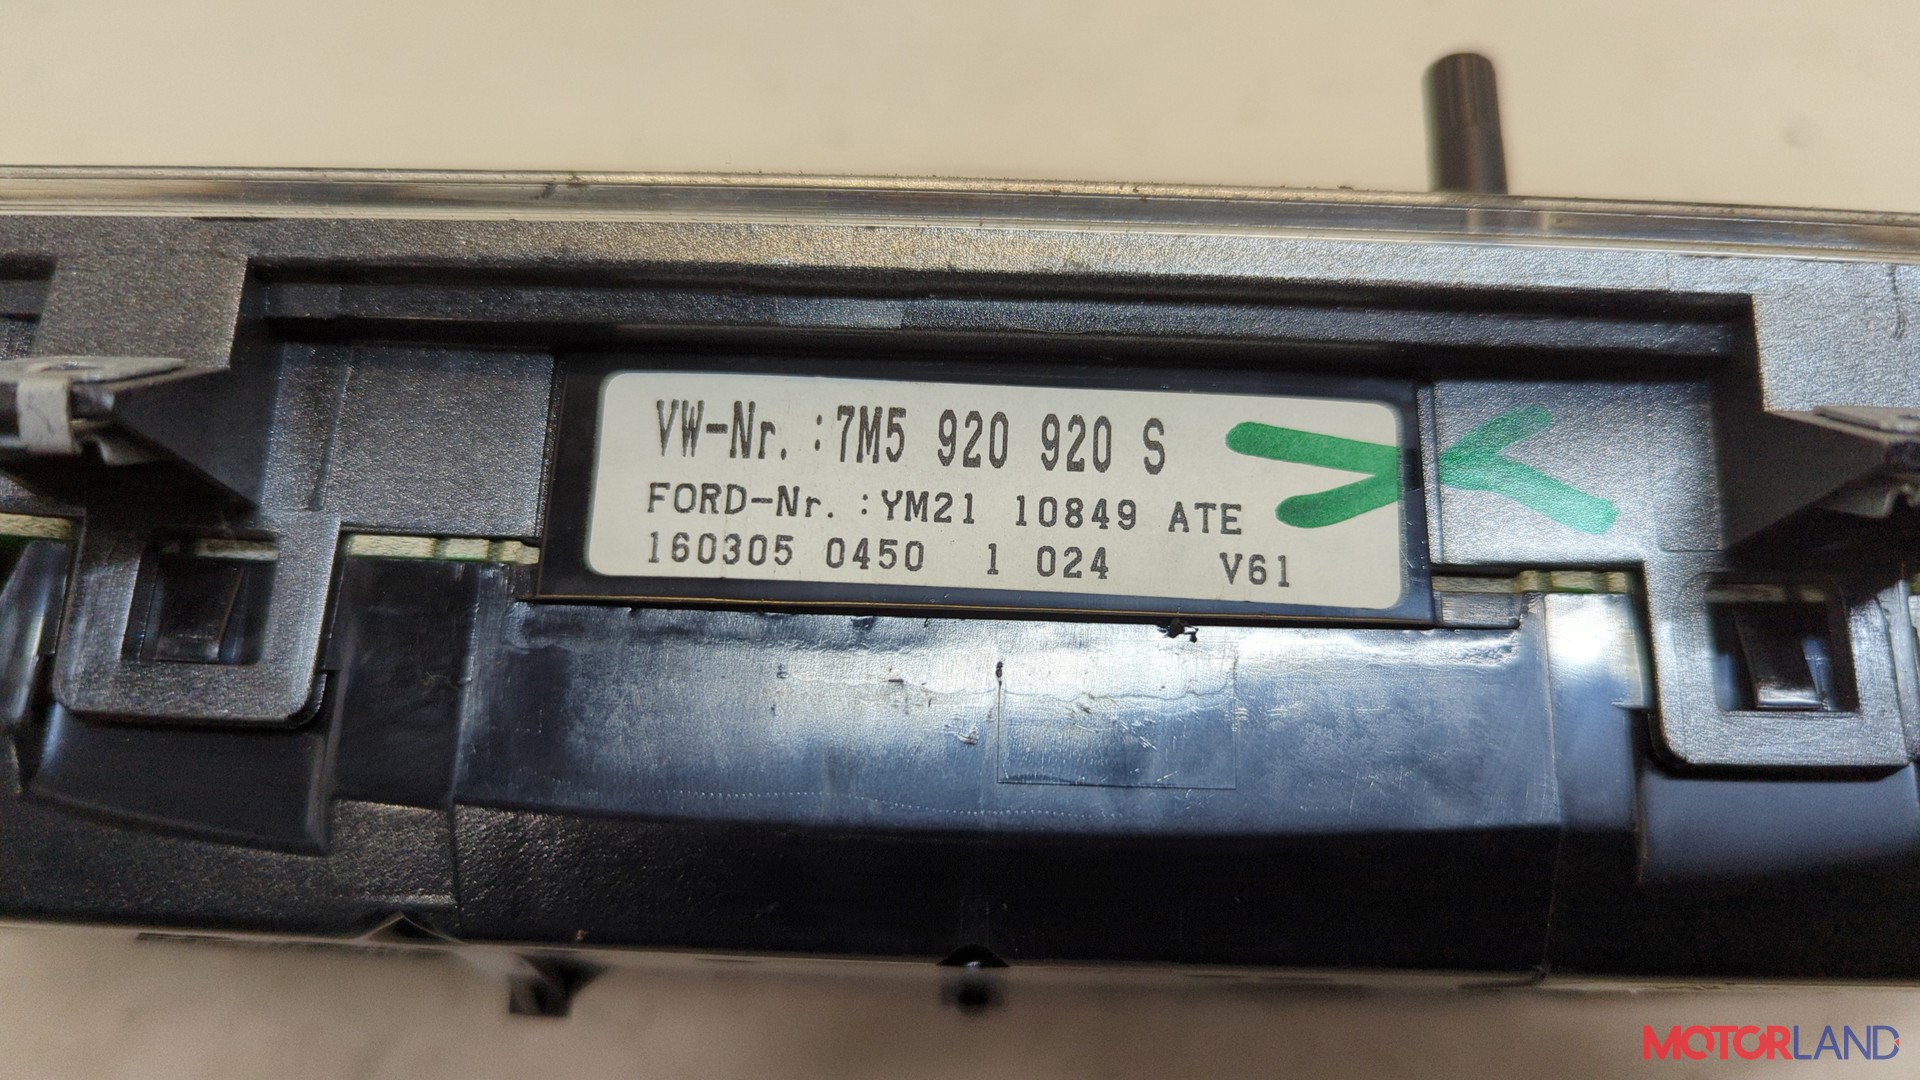 VW-Nr.:7M5 920 920 S
FORD-Nr.:YM21 10849 ATE
160305 0450 1 024 V61
MOTORLAND